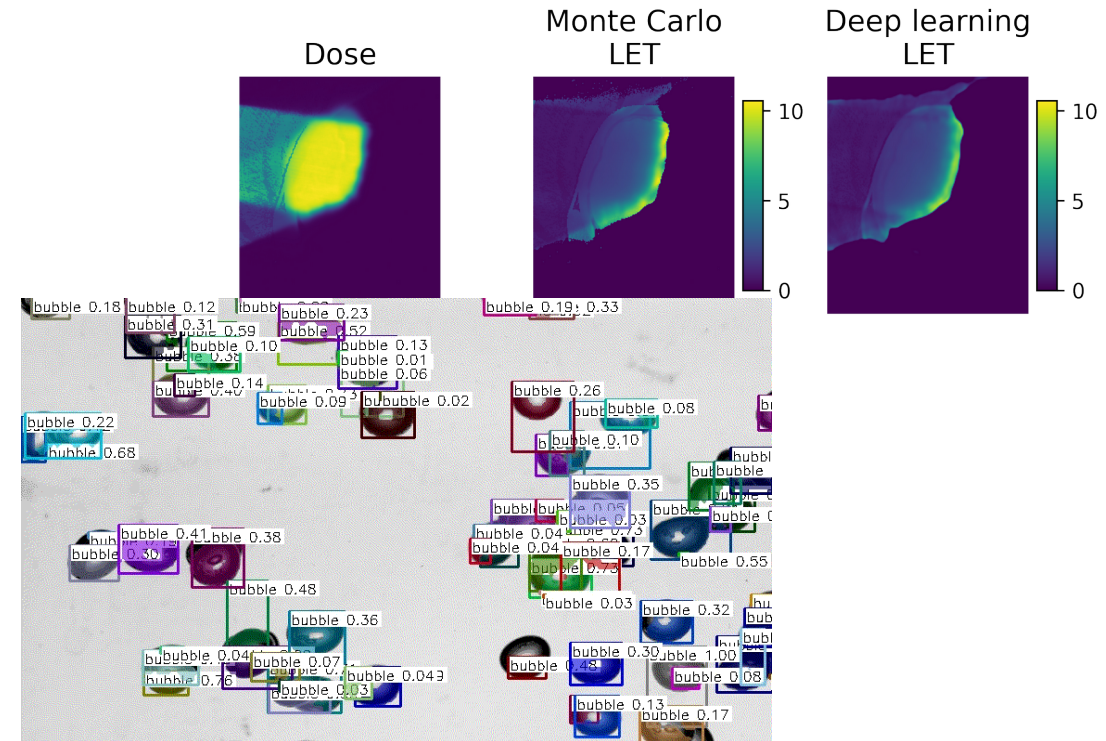 Monte Carlo
LET
Deep learning
LET
Dose
10
5
0
10
5
0
bubble 0.18
bubble 0.12
bubble 0.23
bubble 0.19
0.33
bubble 0.31
0.59
0.52
bubble 0.10
bubble 0.13
bubble 0.01
bubble 0.06
bubble 0.14
bubble 0.26
bubble 0.09
0.02
bubble 0.08
bubble 0.22
bubble 0.10
0.68
bubble 0.35
bubble
bubble
bubble 0.03
bubble 0.41
0.38
bubble 0.04
bubble 0.04
bubble 0.17
bubble 0.30
bubble 0.55
bubble 0.73
bubble 0.48
bubble 0.03
bubble 0.32
bubble 0.36
bubble 0.04
bubble 0.07
bubble 0.30
1.00
bubble 0.48
bubble 0.76
bubble 0.03
bubble 0.04
bubble 0.08
bubble 0.13
bubble 0.17